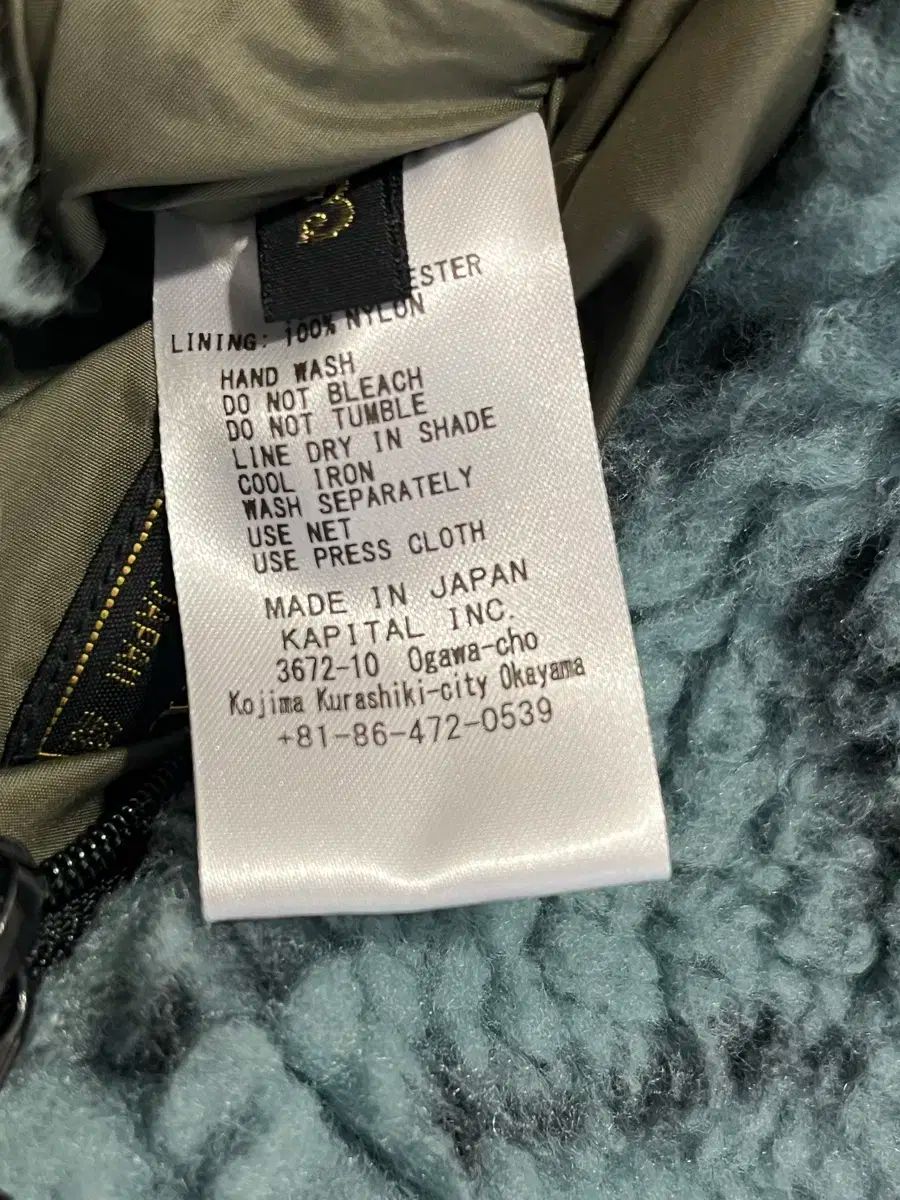 ESTER
LINING: 100% NYLON
HAND WASH
DO NOT BLEACH
DO NOT TUMBLE
LINE DRY IN SHADE
COOL IRON
WASH SEPARATELY
USE NET
USE PRESS CLOTH
MADE IN JAPAN
KAPITAL INC.
3672-10 Ogawa-cho
Kojima Kurashiki-city Okayama
+81-86-472-0539
JAPAN